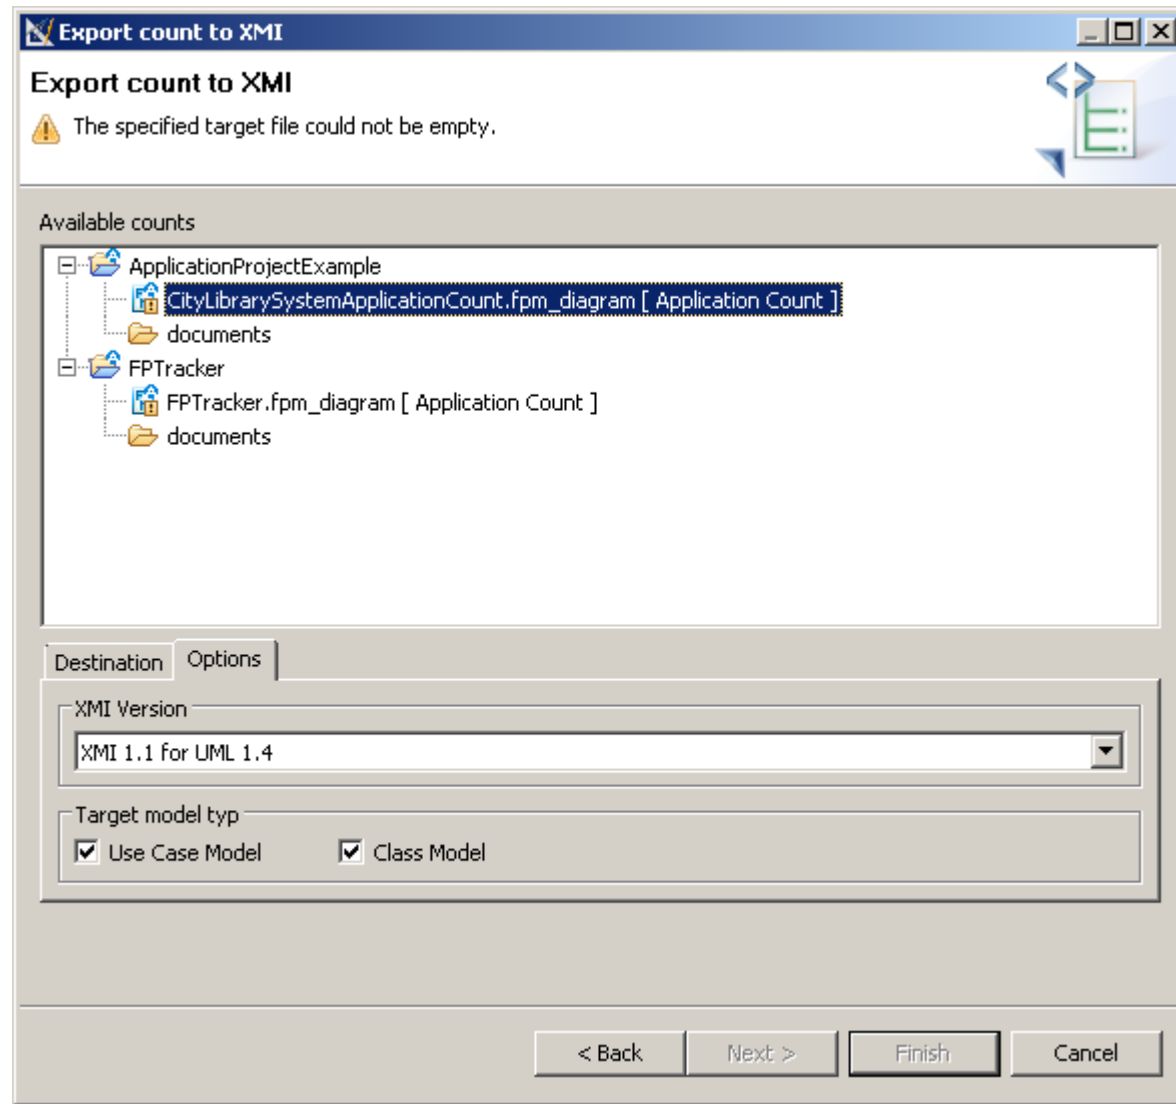 Export count to XMI
Export count to XMI
The specified target file could not be empty.
Available counts
ApplicationProjectExample
CityLibrarySystemApplicationCount.fpm_diagram [ Application Count ]
documents
FPTracker
FPTracker.fpm_diagram [ Application Count ]
documents
Destination Options
XMI Version
XMI 1.1 for UML 1.4
Target model typ
Use Case Model Class Model
< Back Next > Finish Cancel